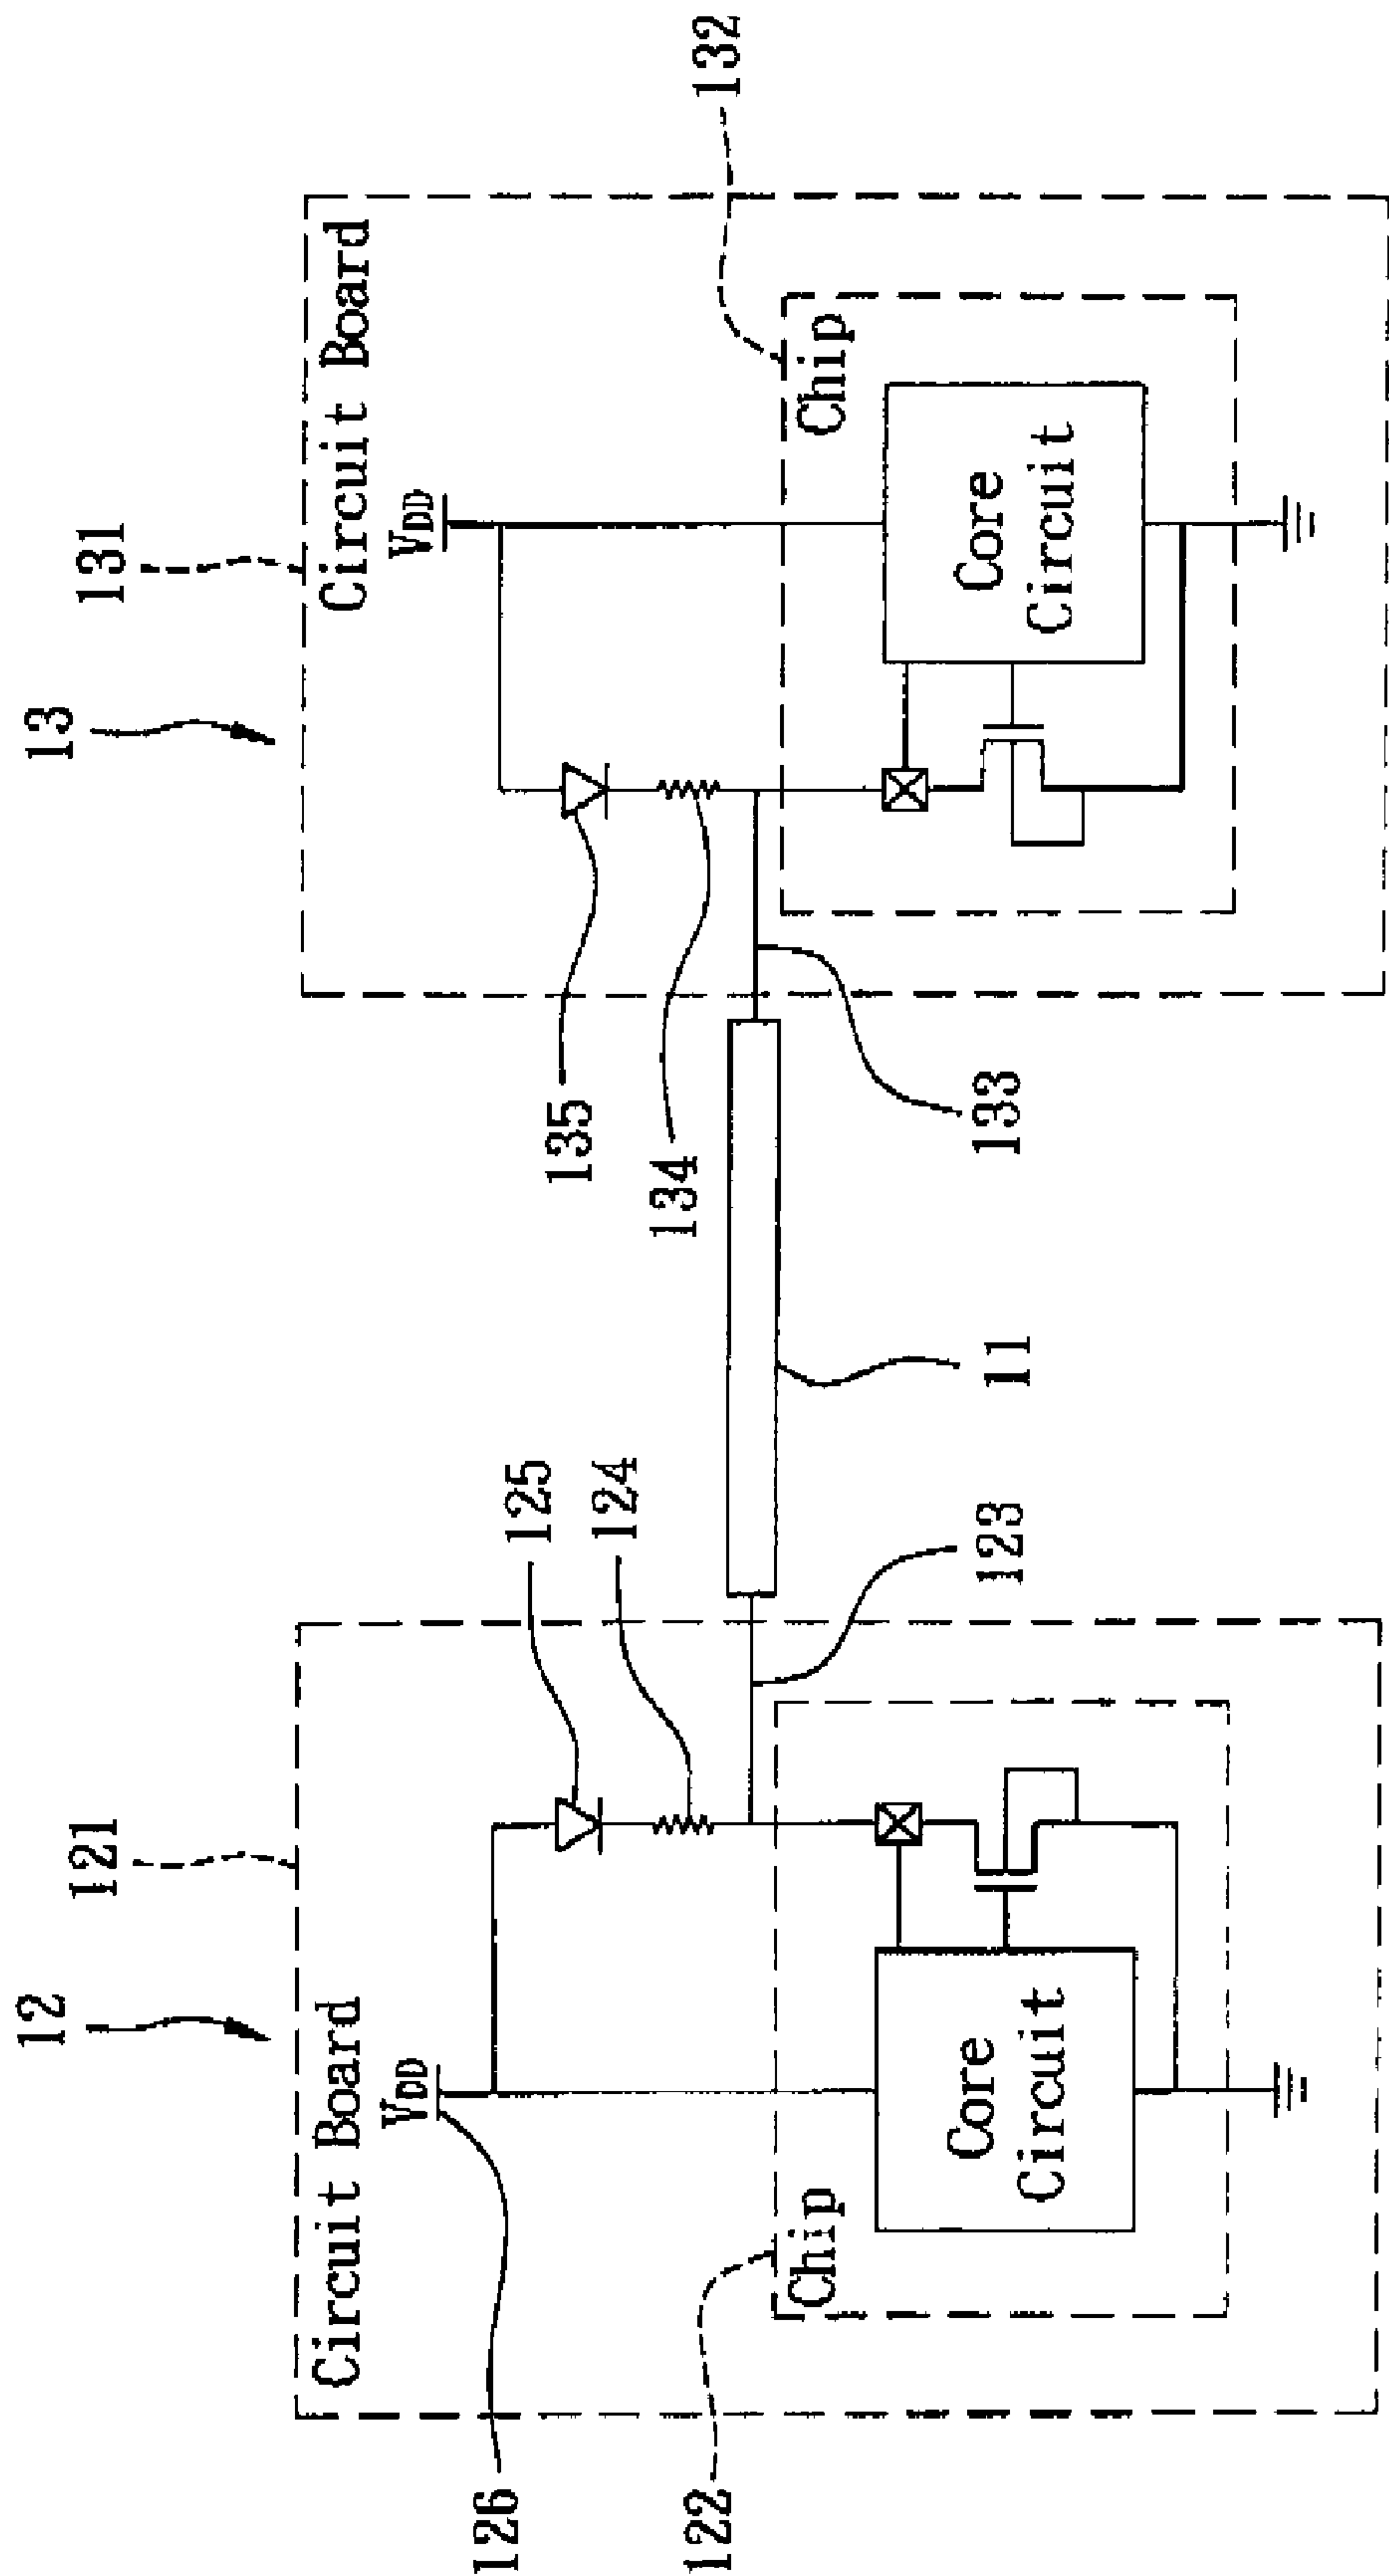 12
121
Circuit Board
VDD
126
125
124
123
122
Chip
Core
Circuit
11
13
131
Circuit Board
VDD
135
134
133
132
Chip
Core
Circuit